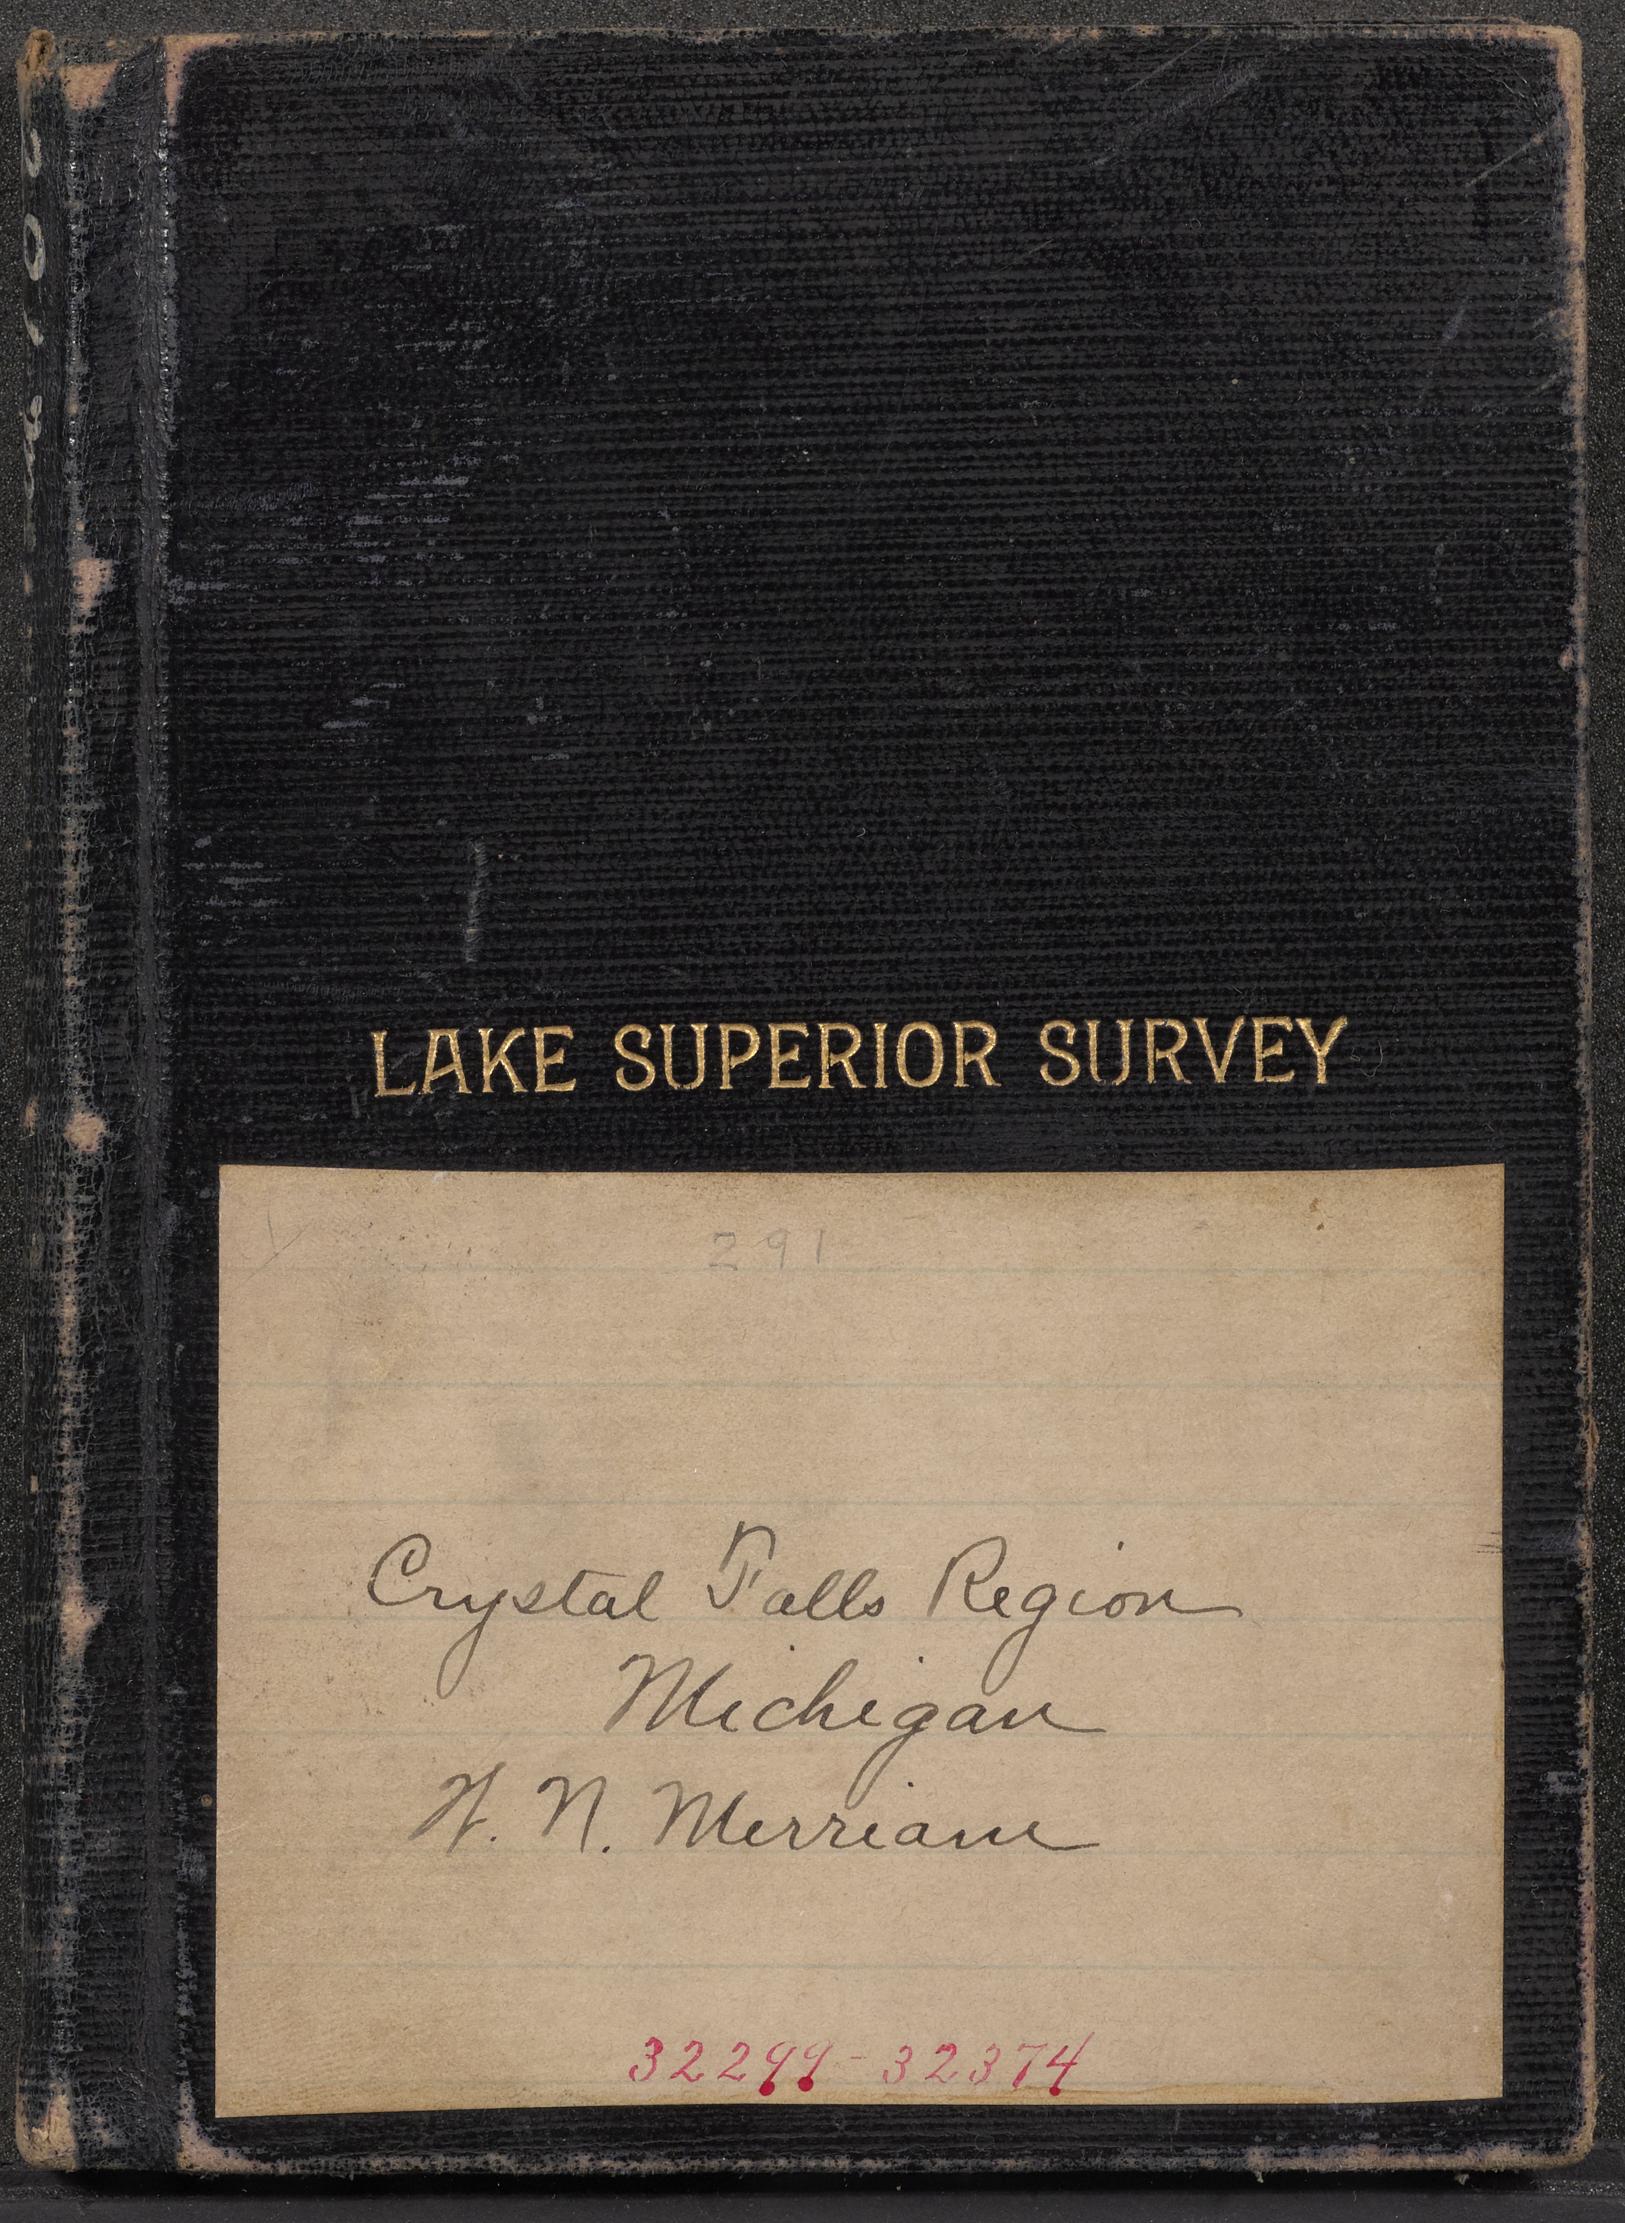 LAKE SUPERIOR SURVEY
291
Crystal Falls Region
Michigan
W. N. Merriam
32299-32374